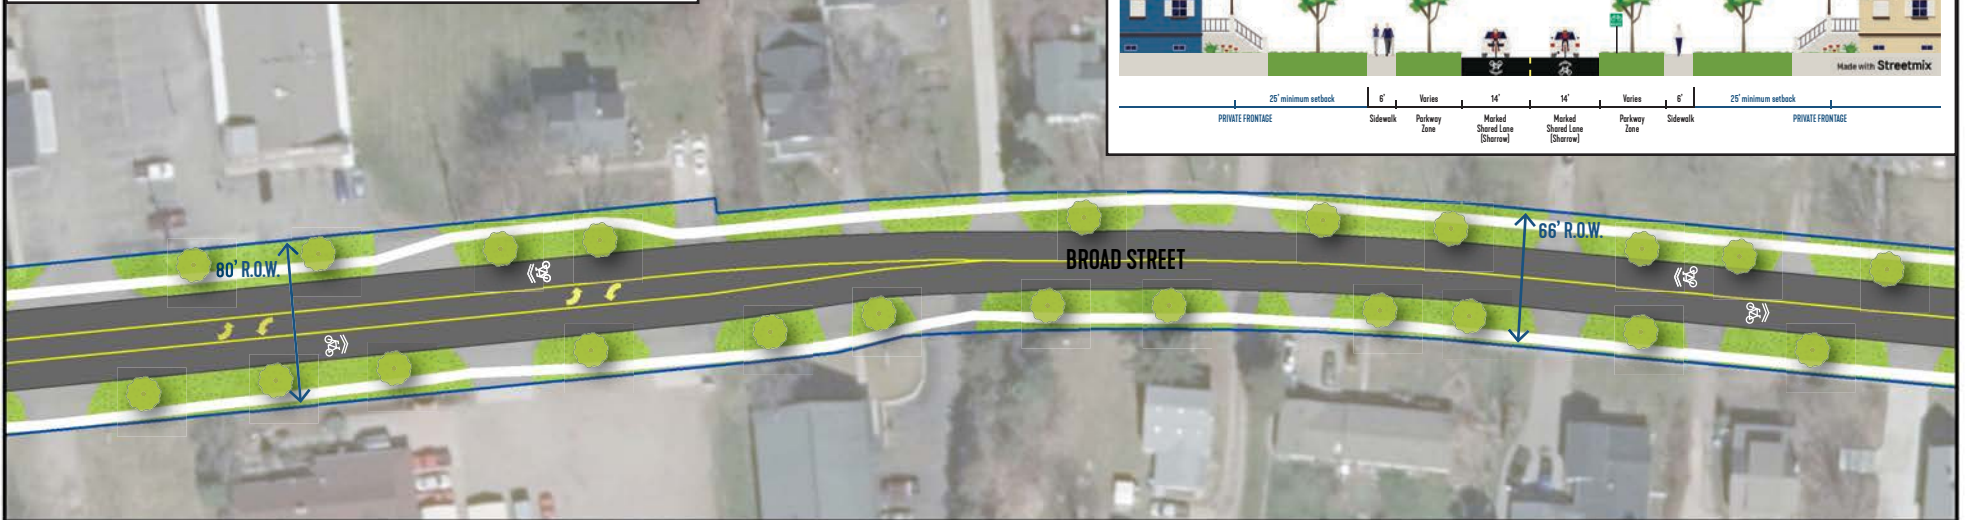 Made with Streetmix
25' minimum setback
6'
Varies
14'
14'
Varies
6'
25' minimum setback
PRIVATE FRONTAGE
Sidewalk
Parkway
Zone
Marked
Shared Lane
(Sharrow)
Marked
Shared Lane
(Sharrow)
Parkway
Zone
Sidewalk
PRIVATE FRONTAGE
80' R.O.W.
BROAD STREET
66' R.O.W.